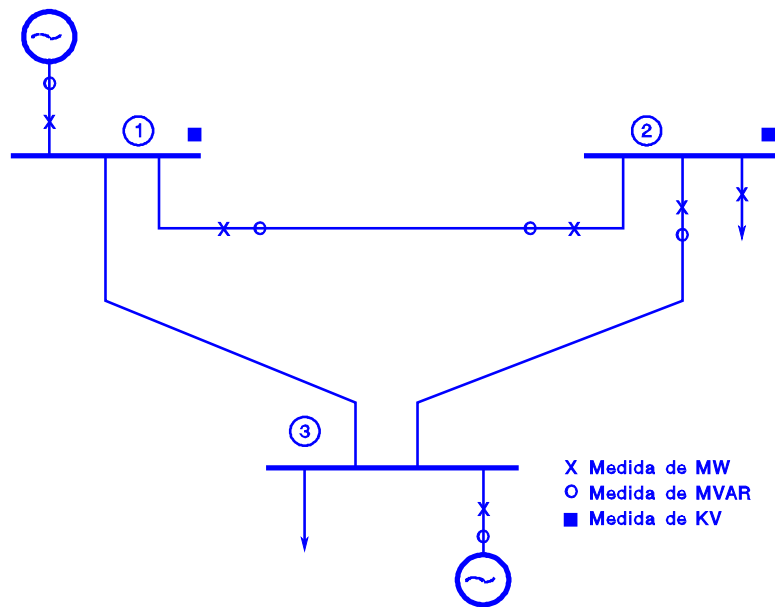 1
2
3
X Medida de MW
O Medida de MVAR
Medida de KV